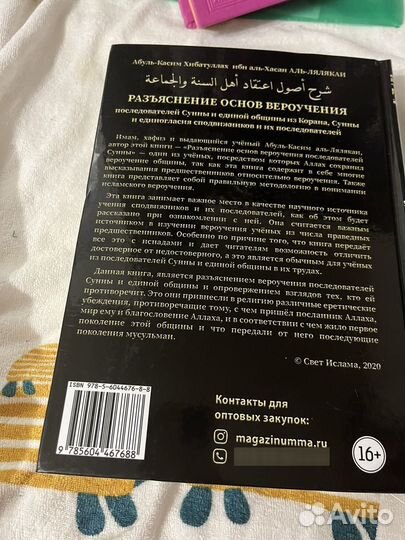 Абуль-Касим Хибатуллах ибн аль-Хасан АЛЬ-ЛЯЛЯКАИ
شرح أصول اعتقاد أهل السنة والجماعة
РАЗЪЯСНЕНИЕ ОСНОВ ВЕРОУЧЕНИЯ
последователей Сунны и единой общины из Корана, Сунны
и единогласия сподвижников и их последователей
Имам, хафиз и выдающийся учёный Абуль-Касим аль-Лялякаи,
автор этой книги — «Разъяснение основ вероучения последователей
Сунны» — один из учёных, посредством которых Аллах сохранил
вероучение общины, так как эта книга содержит в себе многие
высказывания предшественников относительно вероучения. Также
книга представляет собой правильную методологию в понимании
исламского вероучения.
Эта книга занимает важное место в качестве научного источника
учения сподвижников и их последователей, как об этом будет
рассказано при ознакомлении с ней. Она считается важным
источником в изучении вероучения учёных из числа праведных
предшественников. Особенно по причине того, что книга передаёт
все это с иснадами и дает читателям возможность отличить
достоверное от недостоверного, а это является обычным для учёных
из последователей Сунны и единой общины в их трудах.
Данная книга, является разъяснением вероучения последователей
Сунны и единой общины и опровержением взглядов тех, кто ей
противоречит. Это они привнесли в религию различные еретические
убеждения, противоречащие тому, с чем пришёл посланник Аллаха,
мир ему и благословение Аллаха, и в соответствии с чем жило первое
поколение этой общины и что передали от него последующие
поколения мусульман.
© Свет Ислама, 2020
ISBN 978-5-6044676-8-8
9 785604 467688
Контакты для
оптовых закупок:
magazinumma.ru
16+
Avito